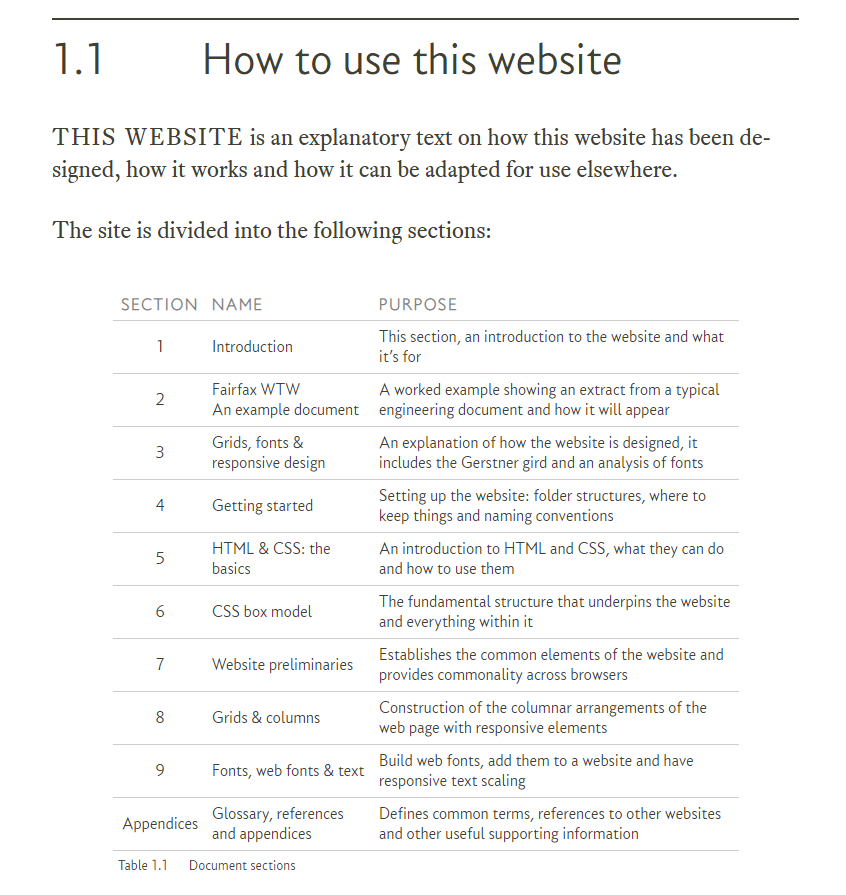 1.1 How to use this website
THIS WEBSITE is an explanatory text on how this website has been de-
signed, how it works and how it can be adapted for use elsewhere.
The site is divided into the following sections:
SECTION NAME PURPOSE
1 Introduction This section, an introduction to the website and what
it’s for
2 Fairfax WTW
An example document A worked example showing an extract from a typical
engineering document and how it will appear
3 Grids, fonts &
responsive design An explanation of how the website is designed, it
includes the Gerstner gird and an analysis of fonts
4 Getting started Setting up the website: folder structures, where to
keep things and naming conventions
5 HTML & CSS: the
basics An introduction to HTML and CSS, what they can do
and how to use them
6 CSS box model The fundamental structure that underpins the website
and everything within it
7 Website preliminaries Establishes the common elements of the website and
provides commonality across browsers
8 Grids & columns Construction of the columnar arrangements of the
web page with responsive elements
9 Fonts, web fonts & text Build web fonts, add them to a website and have
responsive text scaling
Appendices Glossary, references
and appendices Defines common terms, references to other websites
and other useful supporting information
Table 1.1 Document sections